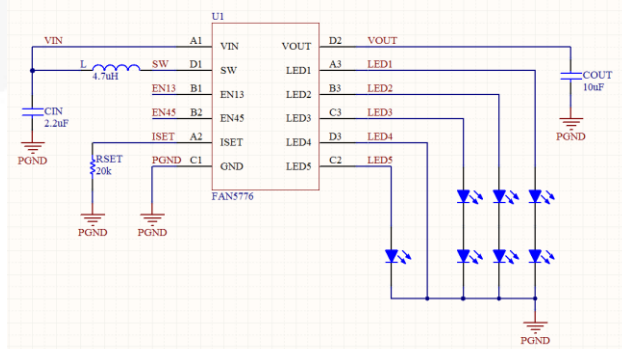 U1
VIN A1 VIN VOUT D2 VOUT
L 4.7uH SW D1 SW LED1 A3 LED1
EN13 B1 EN13 LED2 B3 LED2
EN45 B2 EN45 LED3 C3 LED3
ISET A2 ISET LED4 D3 LED4
PGND C1 GND LED5 C2 LED5
FAN5776
CIN
2.2uF
PGND
RSET
20k
PGND
PGND
COUT
10uF
PGND
PGND